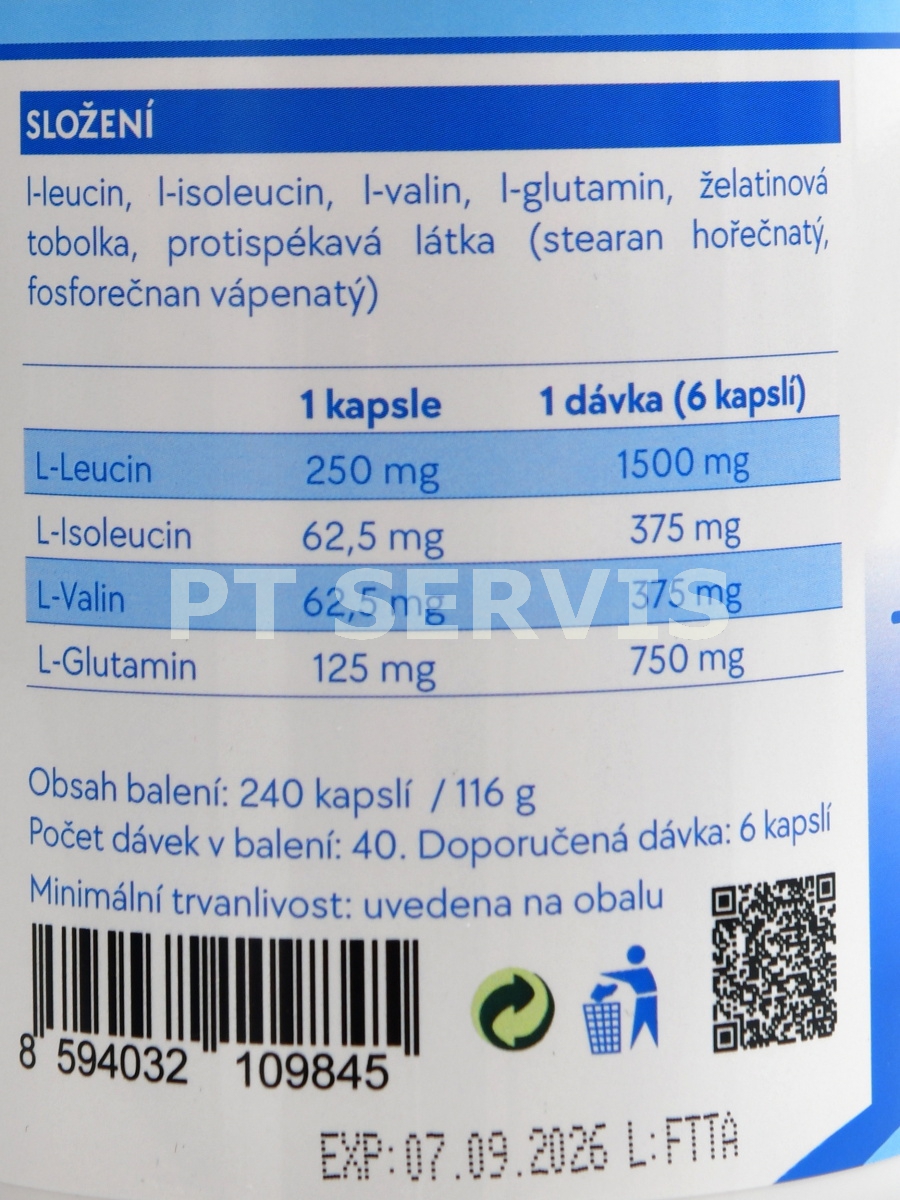 SLOŽENÍ
l-leucin, l-isoleucin, l-valin, l-glutamin, želatinová
tobolka, protispékavá látka (stearan hořečnatý,
fosforečnan vápenatý)
1 kapsle 1 dávka (6 kapslí)
L-Leucin 250 mg 1500 mg
L-Isoleucin 62,5 mg 375 mg
L-Valin 62,5 mg 375 mg
PT SERVIS
L-Glutamin 125 mg 750 mg
Obsah balení: 240 kapslí / 116 g
Počet dávek v balení: 40. Doporučená dávka: 6 kapslí
Minimální trvanlivost: uvedena na obalu
8 594032 109845
EXP:07.09.2026 L:FTTA